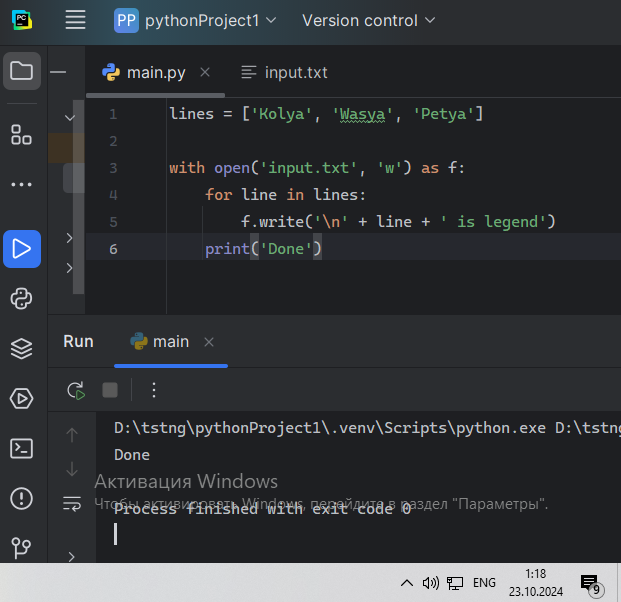 PC
PP pythonProject1 Version control
main.py input.txt
1 lines = ['Kolya', 'Wasya', 'Petya']
2
3 with open('input.txt', 'w') as f:
4 for line in lines:
5 f.write('\n' + line + ' is legend')
6 print('Done')
Run main
D:\tstng\pythonProject1\.venv\Scripts\python.exe D:\tstng
Done
Активация Windows
Чтобы активировать Windows, перейдите в раздел "Параметры".
Process finished with exit code 0
ENG 1:18
23.10.2024 9